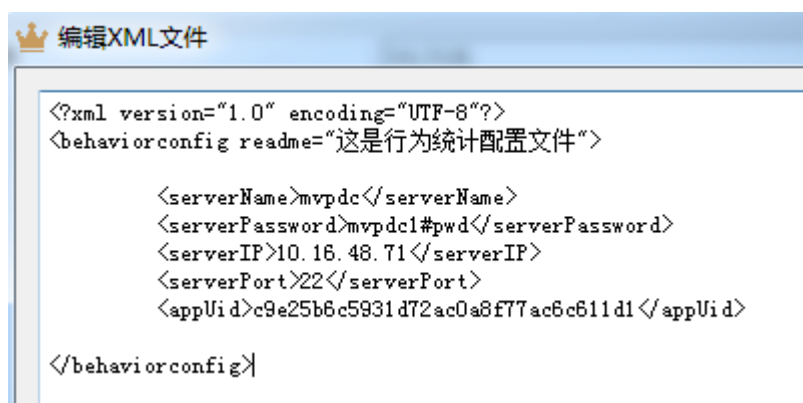 编辑XML文件
<?xml version="1.0" encoding="UTF-8"?>
<behaviorconfig readme="这是行为统计配置文件">
<serverName>mvpdc</serverName>
<serverPassword>mvpdc1#pwd</serverPassword>
<serverIP>10.16.48.71</serverIP>
<serverPort>22</serverPort>
<appUid>c9e25b6c5931d72ac0a8f77ac6c611d1</appUid>
</behaviorconfig>